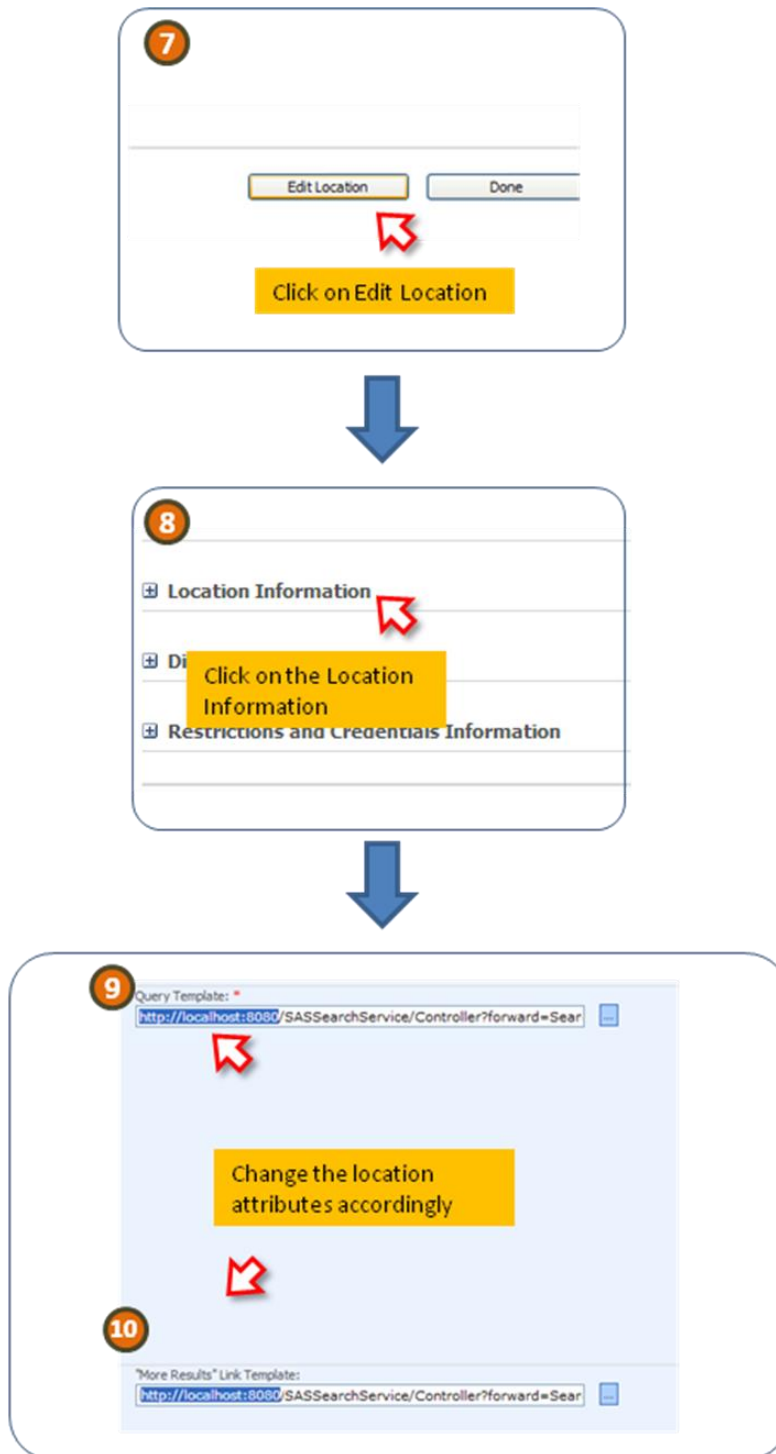 7
Edit Location
Done
Click on Edit Location
8
Location Information
Click on the Location
Information
Restrictions and Credentials Information
9
Query Template: *
http://localhost:8080/SASSearchService/Controller?forward=Sear
...
Change the location
attributes accordingly
10
"More Results" Link Template:
http://localhost:8080/SASSearchService/Controller?forward=Sear
...